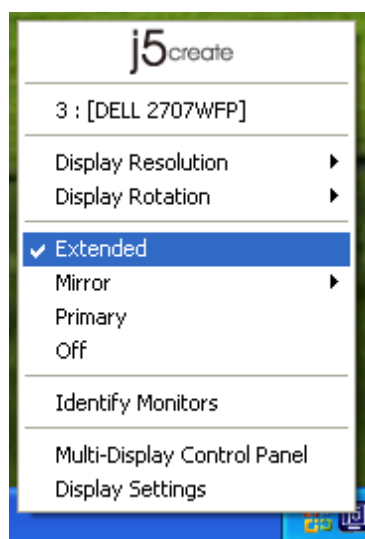 j5create
3 : [DELL 2707WFP]
Display Resolution
Display Rotation
Extended
Mirror
Primary
Off
Identify Monitors
Multi-Display Control Panel
Display Settings